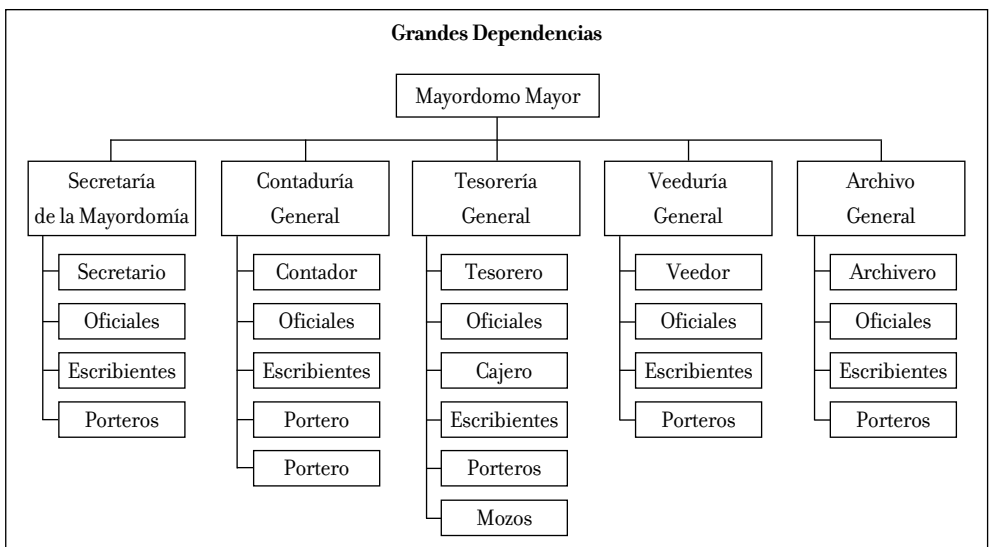 Grandes Dependencias
Mayordomo Mayor
Secretaría
de la Mayordomía
Secretario
Oficiales
Escribientes
Porteros
Contaduría
General
Contador
Oficiales
Escribientes
Portero
Portero
Tesorería
General
Tesorero
Oficiales
Cajero
Escribientes
Porteros
Mozos
Veeduría
General
Veedor
Oficiales
Escribientes
Porteros
Archivo
General
Archivero
Oficiales
Escribientes
Porteros